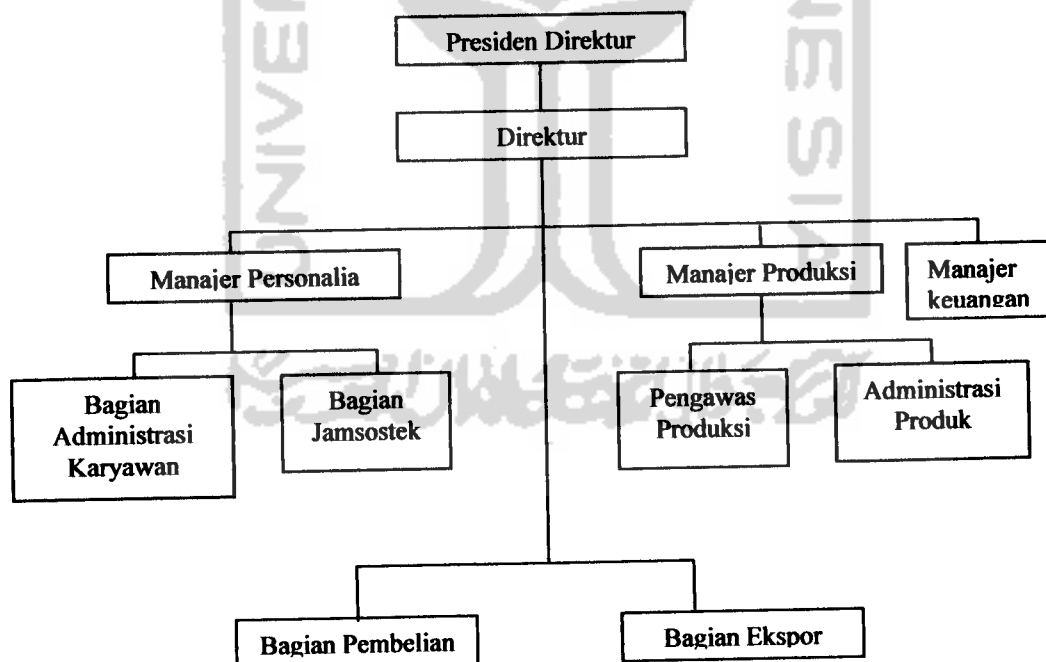 Presiden Direktur
Direktur
Manajer Personalia
Manajer Produksi
Manajer
keuangan
Bagian
Administrasi
Karyawan
Bagian
Jamsostek
Pengawas
Produksi
Administrasi
Produk
Bagian Pembelian
Bagian Ekspor